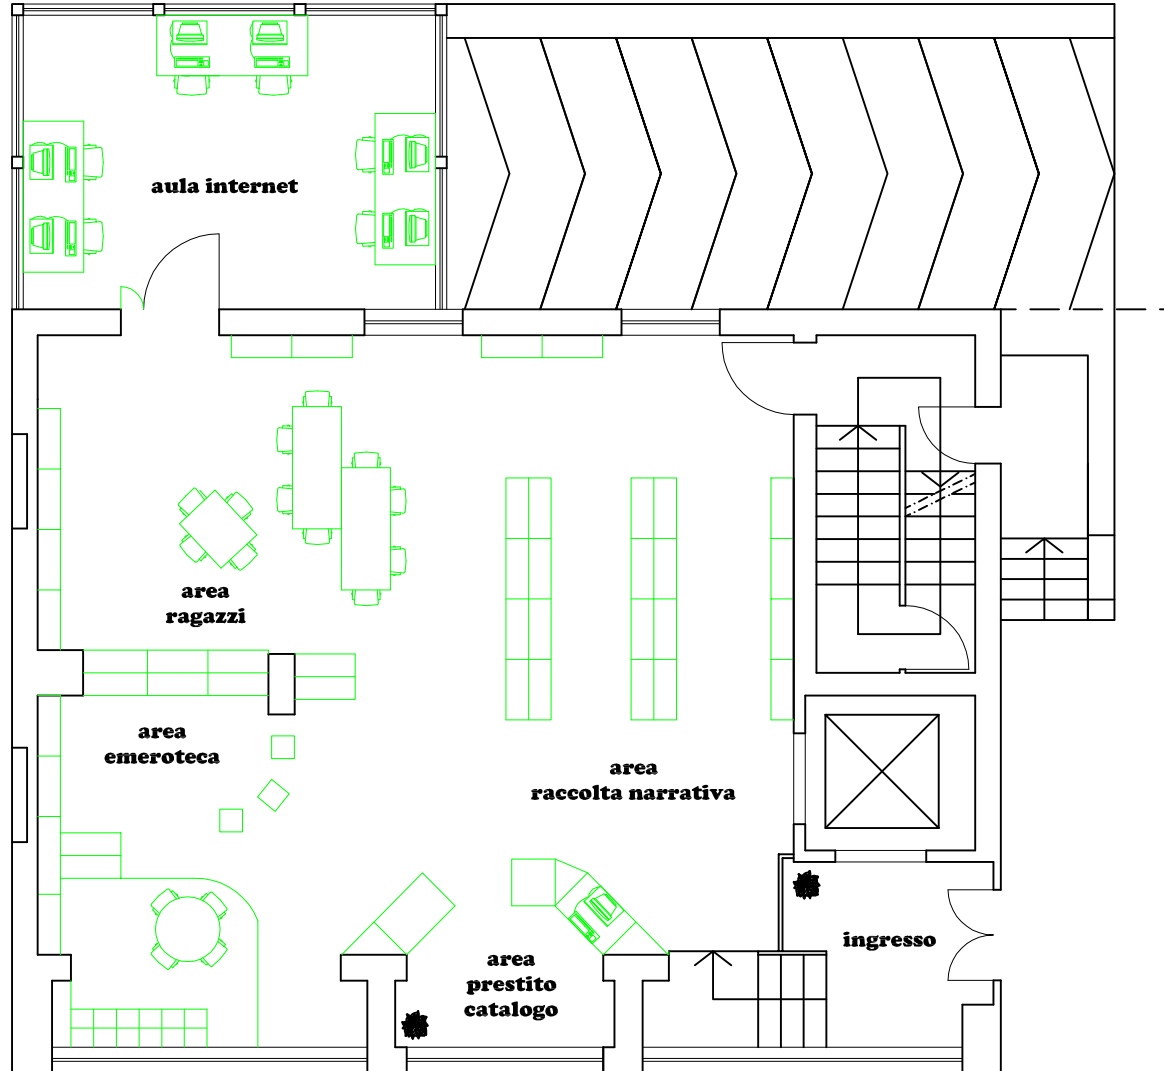 aula internet
area
ragazzi
area
emeroteca
area
raccolta narrativa
area
prestito
catalogo
ingresso